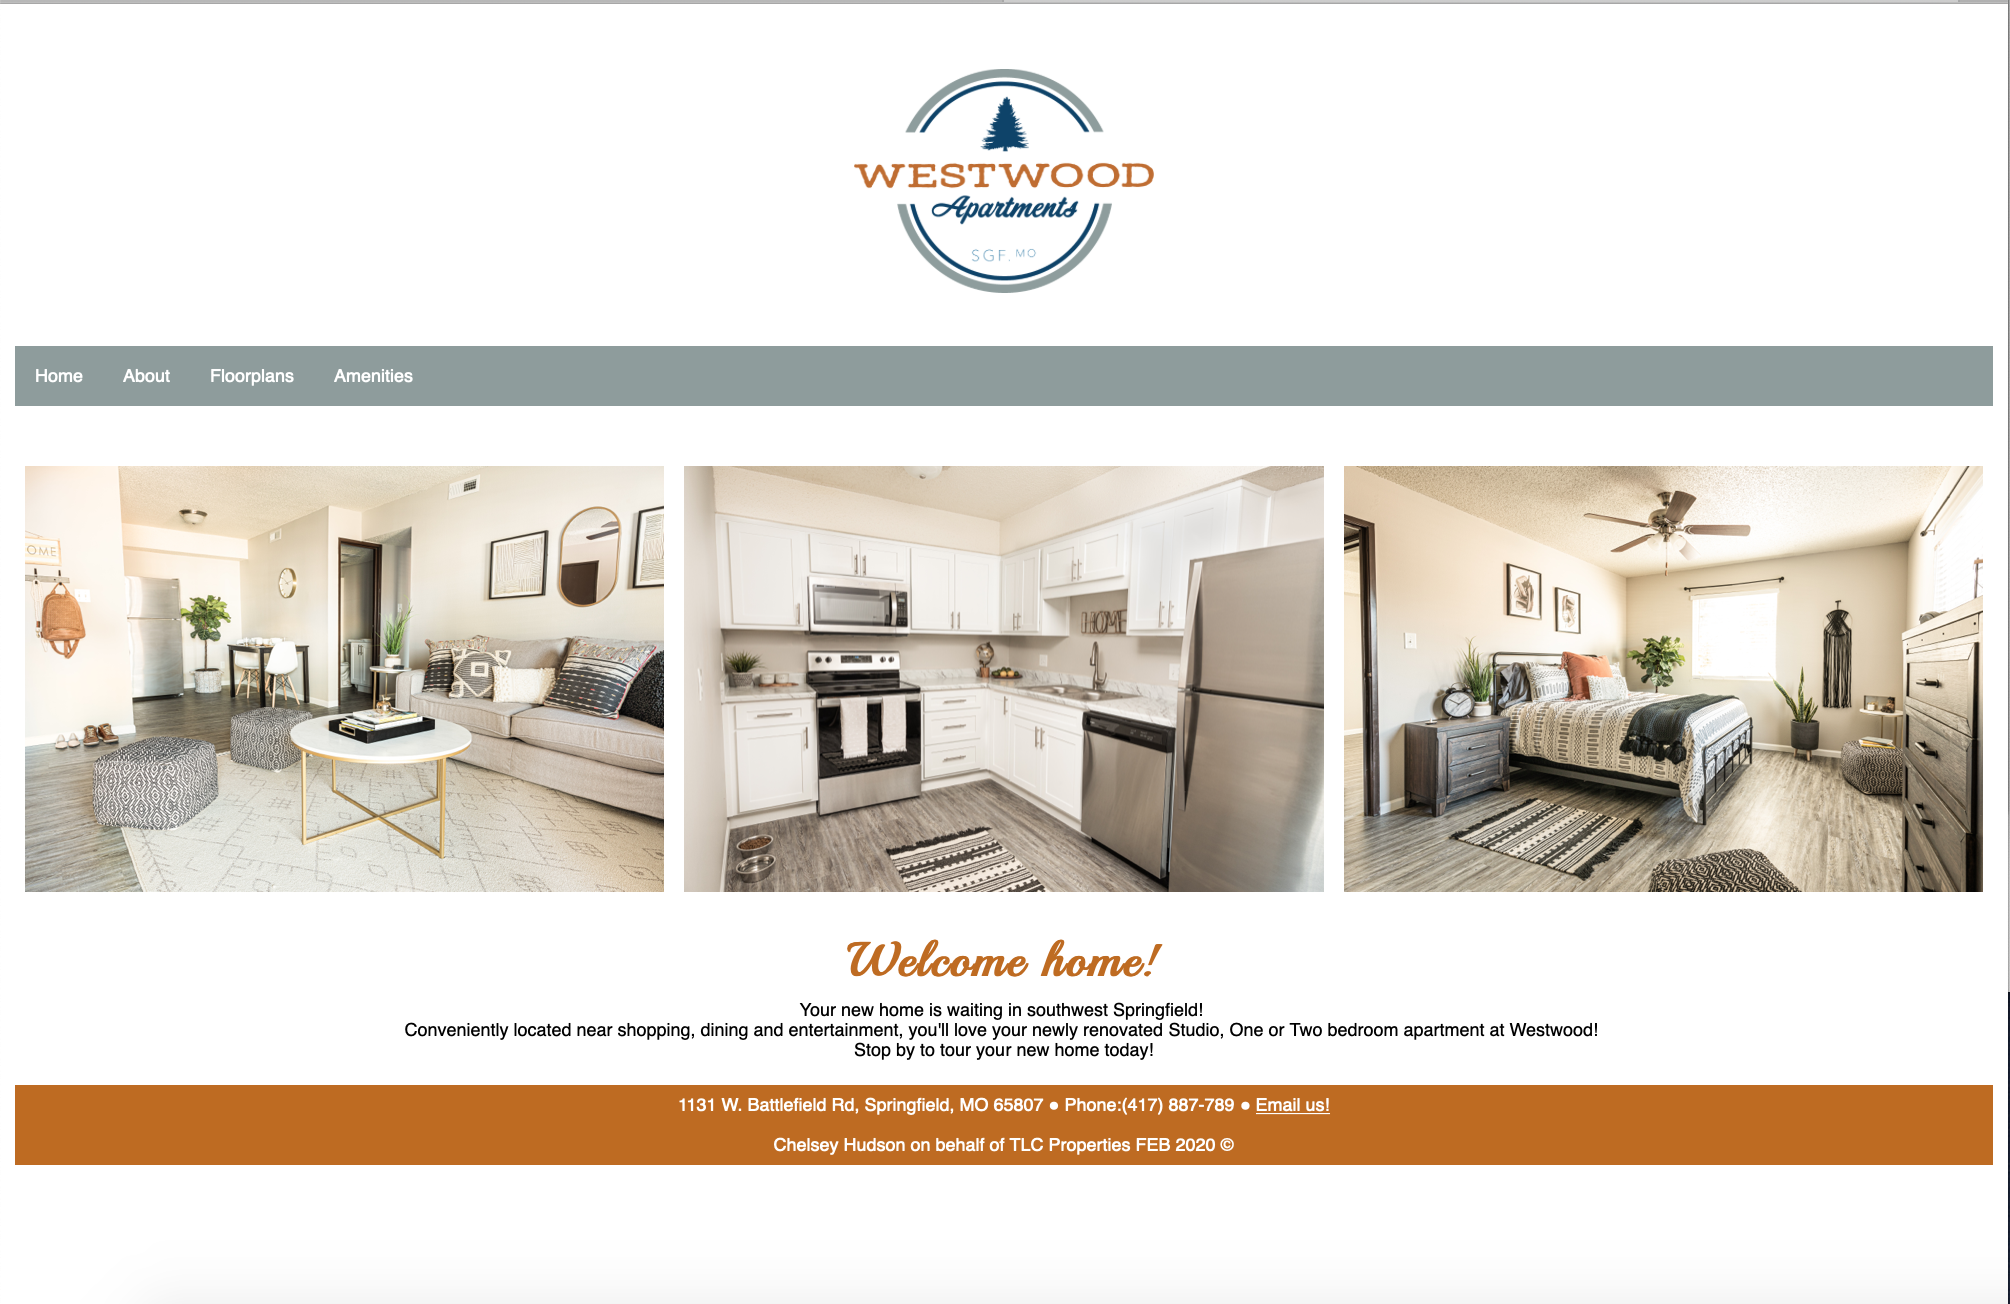 WESTWOOD
Apartments
SGF, MO
Home About Floorplans Amenities
OME
HOME
Welcome home!
Your new home is waiting in southwest Springfield!
Conveniently located near shopping, dining and entertainment, you'll love your newly renovated Studio, One or Two bedroom apartment at Westwood!
Stop by to tour your new home today!
1131 W. Battlefield Rd, Springfield, MO 65807 ● Phone:(417) 887-789 ● Email us!
Chelsey Hudson on behalf of TLC Properties FEB 2020 ©